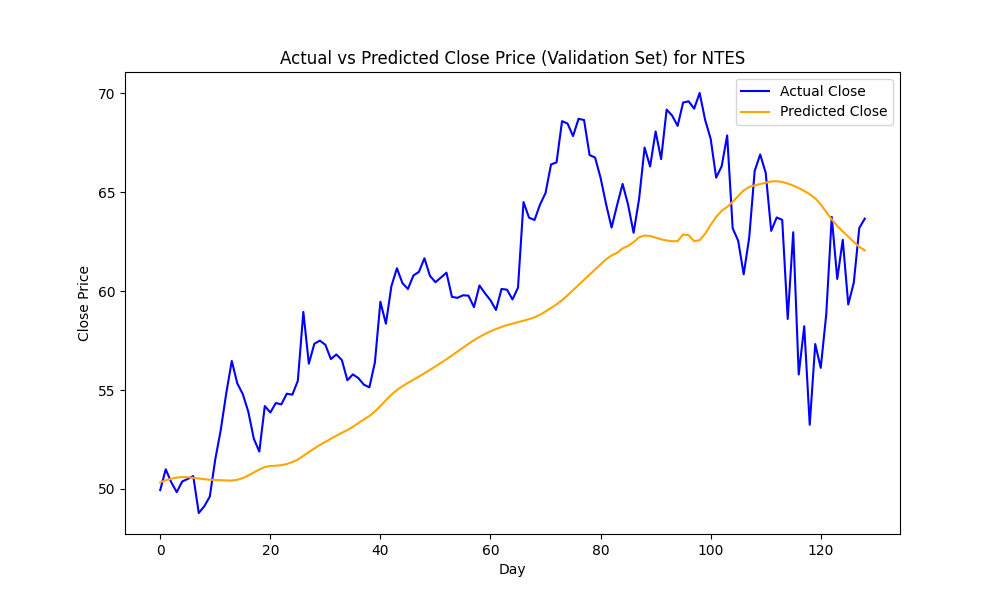 Actual vs Predicted Close Price (Validation Set) for NTES
Actual Close
Predicted Close
Close Price
70
65
60
55
50
0 20 40 60 80 100 120
Day